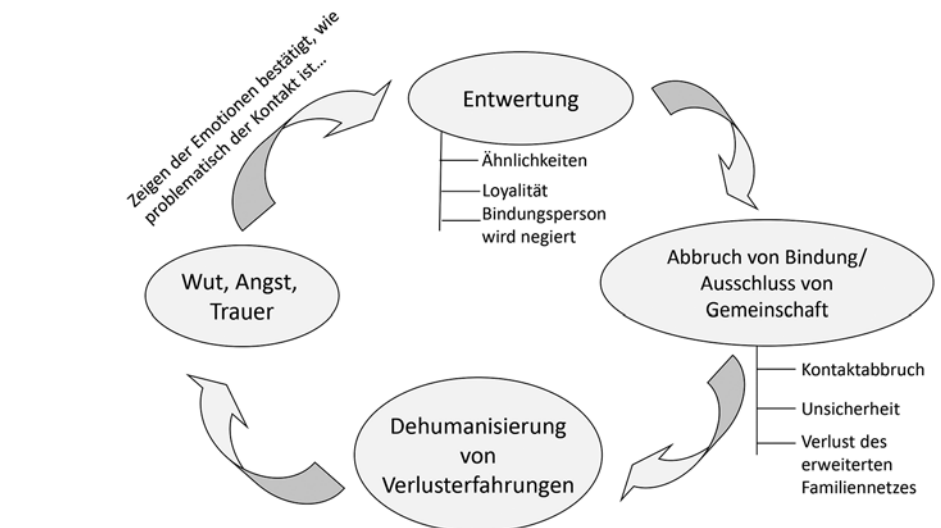 Zeigen der Emotionen bestätigt, wie
problematisch der Kontakt ist...
Entwertung
Ähnlichkeiten
Loyalität
Bindungsperson
wird negiert
Abbruch von Bindung/
Ausschluss von
Gemeinschaft
Kontaktabbruch
Unsicherheit
Verlust des
erweiterten
Familiennetzes
Dehumanisierung
von
Verlusterfahrungen
Wut, Angst,
Trauer